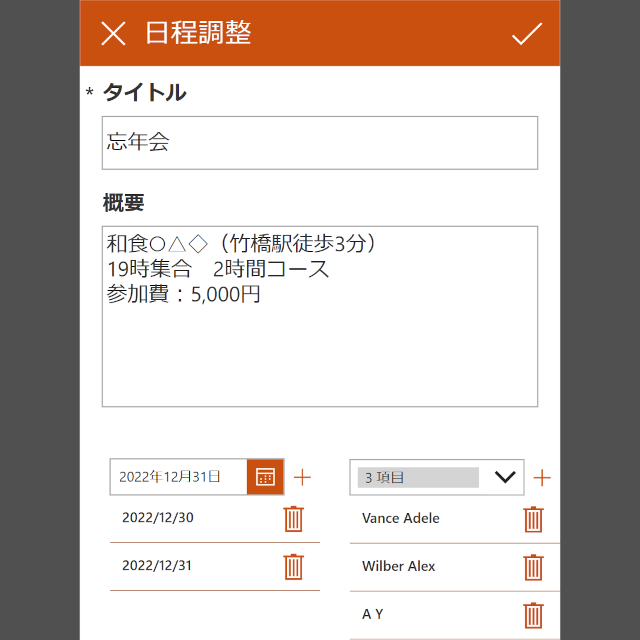 日程調整
* タイトル
忘年会
概要
和食○△◇（竹橋駅徒歩3分）
19時集合　2時間コース
参加費：5,000円
2022年12月31日
3 項目
2022/12/30
Vance Adele
2022/12/31
Wilber Alex
A Y